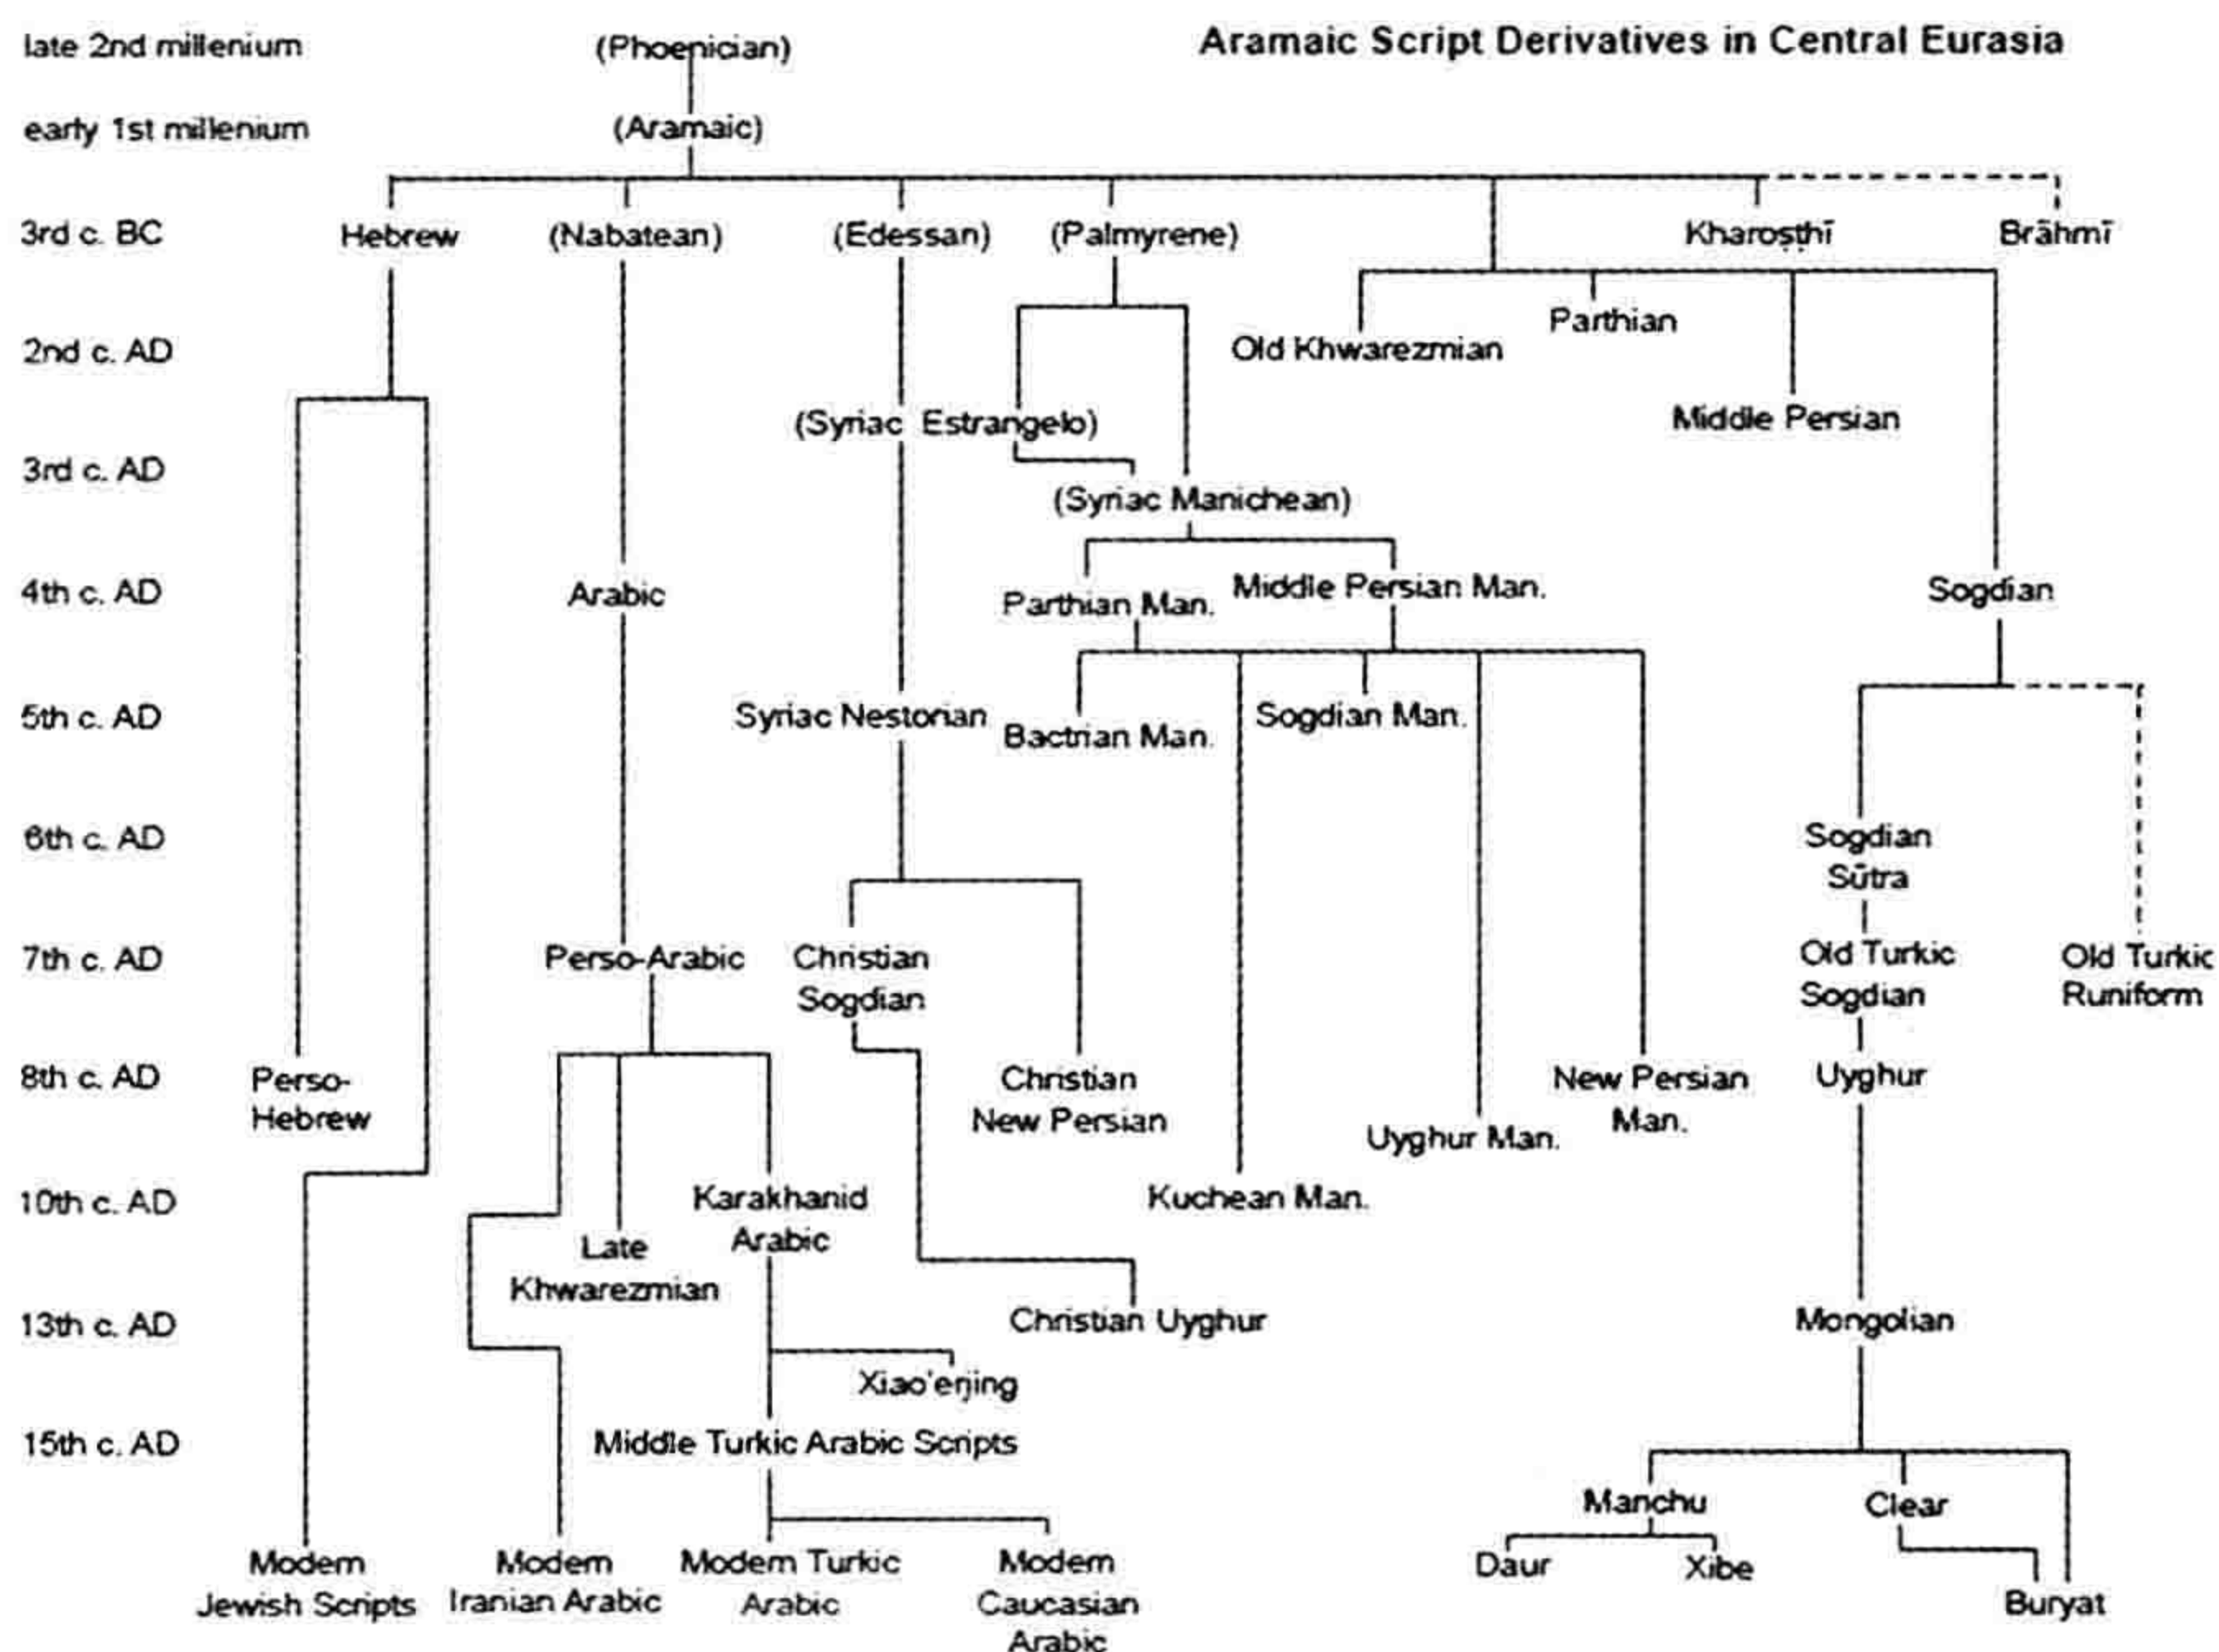 Aramaic Script Derivatives in Central Eurasia
late 2nd millenium
(Phoenician)
early 1st millenium
(Aramaic)
3rd c. BC
Hebrew
(Nabatean)
(Edessan)
(Palmyrene)
Kharoṣṭhī
Brāhmī
Parthian
2nd c. AD
Old Khwarezmian
(Syriac Estrangelo)
Middle Persian
3rd c. AD
(Syriac Manichean)
4th c. AD
Arabic
Parthian Man.
Middle Persian Man.
Sogdian
5th c. AD
Syriac Nestorian
Bactrian Man.
Sogdian Man.
6th c. AD
Sogdian
Sūtra
7th c. AD
Perso-Arabic
Christian
Sogdian
Old Turkic
Sogdian
Old Turkic
Runiform
8th c. AD
Perso-
Hebrew
Christian
New Persian
Uyghur Man.
New Persian
Man.
Uyghur
10th c. AD
Late
Khwarezmian
Karakhanid
Arabic
Kuchean Man.
13th c. AD
Christian Uyghur
Mongolian
Xiao'erjing
15th c. AD
Middle Turkic Arabic Scripts
Manchu
Clear
Modern
Jewish Scripts
Modern
Iranian Arabic
Modern Turkic
Arabic
Modern
Caucasian
Arabic
Daur
Xibe
Buryat